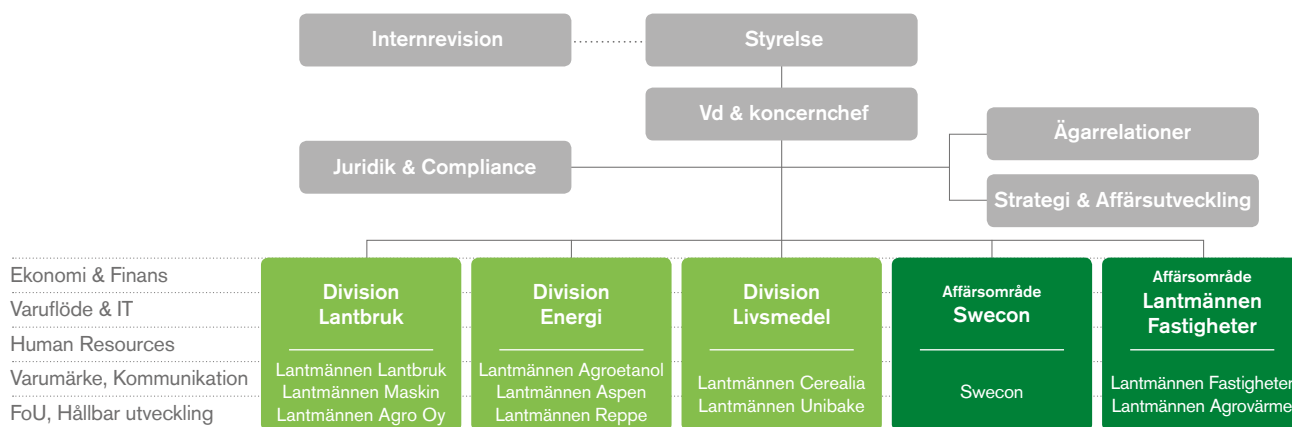 Internrevision
Styrelse
Vd & koncernchef
Ägarrelationer
Juridik & Compliance
Strategi & Affärsutveckling
Ekonomi & Finans
Varuflöde & IT
Human Resources
Varumärke, Kommunikation
FoU, Hållbar utveckling
Division
Lantbruk
Lantmännen Lantbruk
Lantmännen Maskin
Lantmännen Agro Oy
Division
Energi
Lantmännen Agroetanol
Lantmännen Aspen
Lantmännen Reppe
Division
Livsmedel
Lantmännen Cerealia
Lantmännen Unibake
Affärsområde
Swecon
Swecon
Affärsområde
Lantmännen
Fastigheter
Lantmännen Fastigheter
Lantmännen Agrovärme